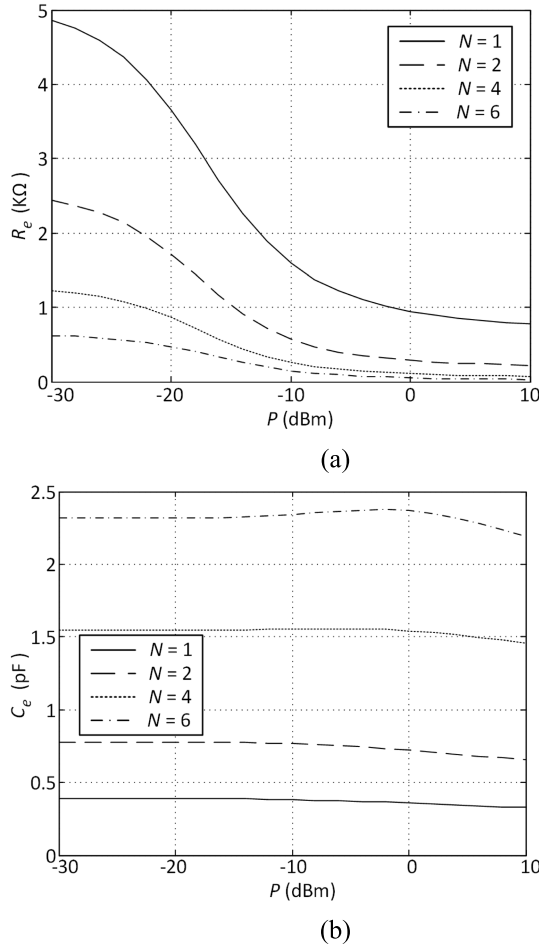 5
4
3
2
1
0
R_e (KΩ)
N = 1
N = 2
N = 4
N = 6
-30 -20 -10 0 10
P (dBm)
(a)
2.5
2
1.5
1
0.5
0
C_e (pF)
N = 1
N = 2
N = 4
N = 6
-30 -20 -10 0 10
P (dBm)
(b)